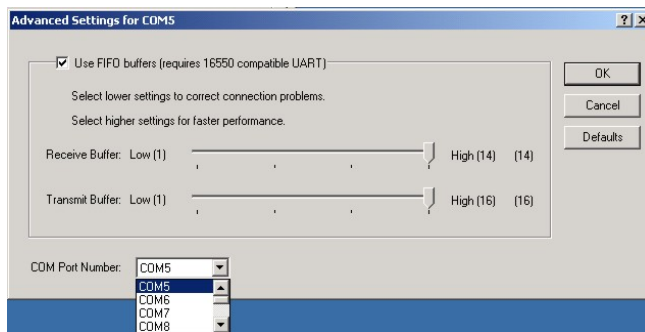 Advanced Settings for COM5
Use FIFO buffers (requires 16550 compatible UART)
OK
Select lower settings to correct connection problems.
Cancel
Select higher settings for faster performance.
Defaults
Receive Buffer: Low (1) High (14) (14)
Transmit Buffer: Low (1) High (16) (16)
COM Port Number: COM5
COM5
COM6
COM7
COM8